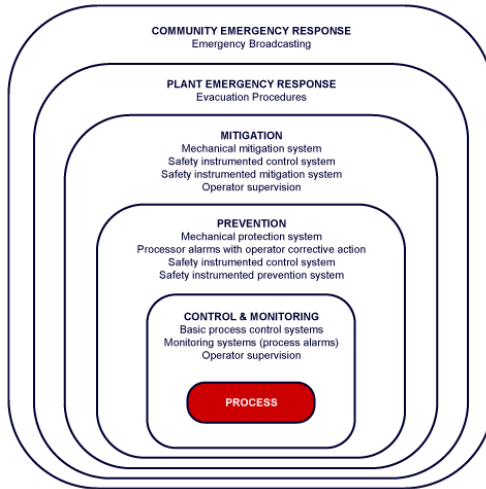 COMMUNITY EMERGENCY RESPONSE
Emergency Broadcasting
PLANT EMERGENCY RESPONSE
Evacuation Procedures
MITIGATION
Mechanical mitigation system
Safety instrumented control system
Safety instrumented mitigation system
Operator supervision
PREVENTION
Mechanical protection system
Processor alarms with operator corrective action
Safety instrumented control system
Safety instrumented prevention system
CONTROL & MONITORING
Basic process control systems
Monitoring systems (process alarms)
Operator supervision
PROCESS